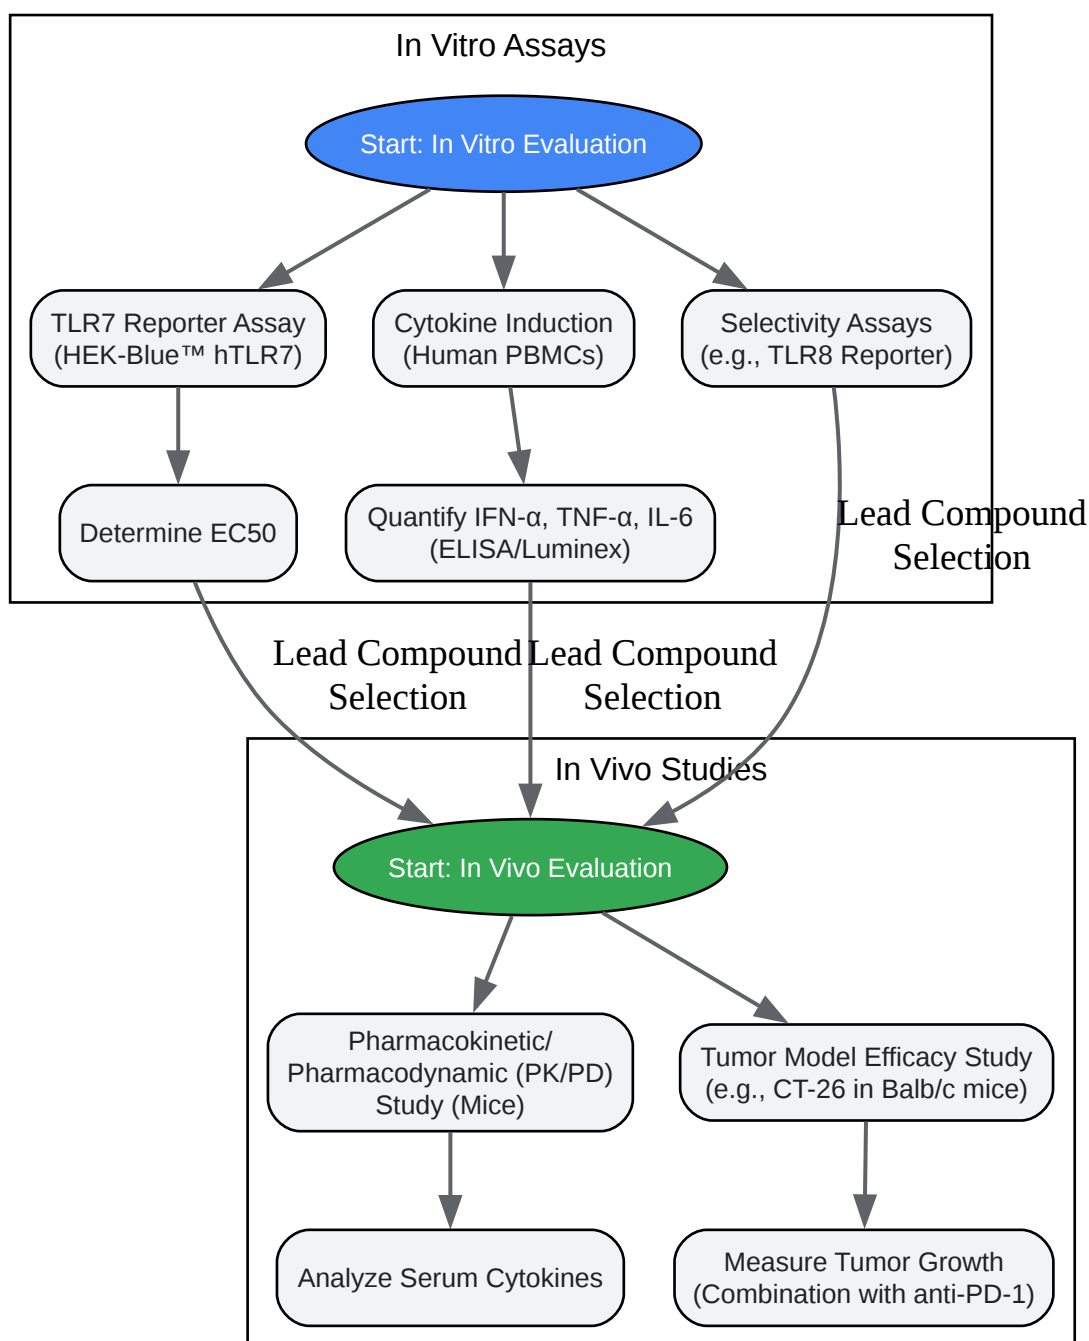 In Vitro Assays
Start: In Vitro Evaluation
TLR7 Reporter Assay
(HEK-Blue™ hTLR7)
Cytokine Induction
(Human PBMCs)
Selectivity Assays
(e.g., TLR8 Reporter)
Determine EC50
Quantify IFN-α, TNF-α, IL-6
(ELISA/Luminex)
Lead Compound
Selection
Lead Compound
Selection
Lead Compound
Selection
In Vivo Studies
Start: In Vivo Evaluation
Pharmacokinetic/
Pharmacodynamic (PK/PD)
Study (Mice)
Tumor Model Efficacy Study
(e.g., CT-26 in Balb/c mice)
Analyze Serum Cytokines
Measure Tumor Growth
(Combination with anti-PD-1)